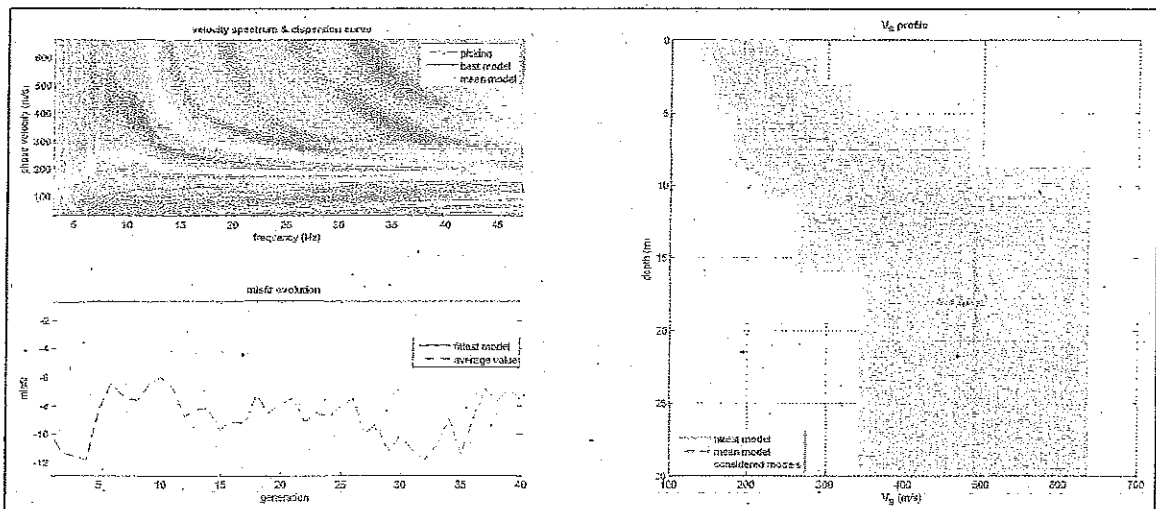 velocity spectrum & dispersion curve
picking
best model
mean model
phase velocity (m/s)
600
500
400
300
200
100
5 10 15 20 25 30 35 40 45
frequency (Hz)
misfit evolution
fittest model
average value
misfit
-2
-4
-6
-8
-10
-12
5 10 15 20 25 30 35 40
generation
VS profile
0
5
10
15
20
25
depth (m)
fittest model
mean model
considered models
100 200 300 400 500 600 700
VS (m/s)